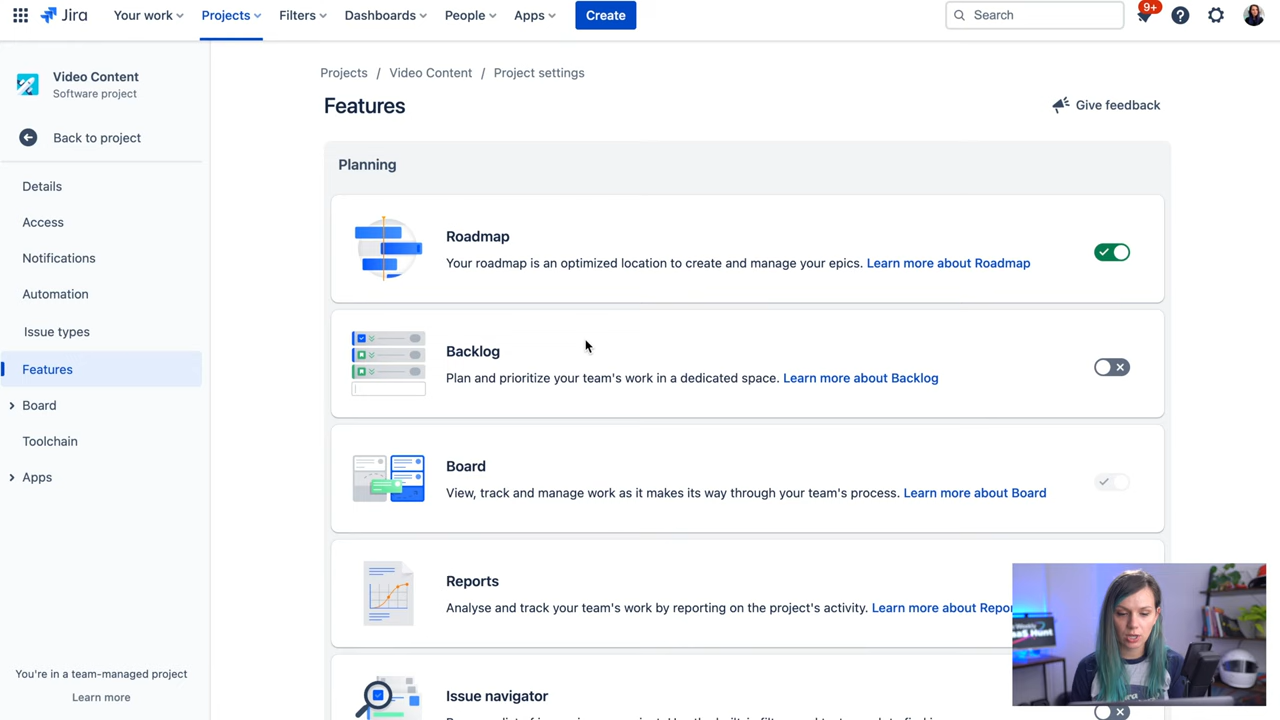 Jira
Your work
Projects
Filters
Dashboards
People
Apps
Create
Search
9+
Video Content
Software project
Back to project
Details
Access
Notifications
Automation
Issue types
Features
Board
Toolchain
Apps
You're in a team-managed project
Learn more
Projects / Video Content / Project settings
Features
Give feedback
Planning
Roadmap
Your roadmap is an optimized location to create and manage your epics. Learn more about Roadmap
Backlog
Plan and prioritize your team's work in a dedicated space. Learn more about Backlog
Board
View, track and manage work as it makes its way through your team's process. Learn more about Board
Reports
Analyse and track your team's work by reporting on the project's activity. Learn more about Repor
Issue navigator